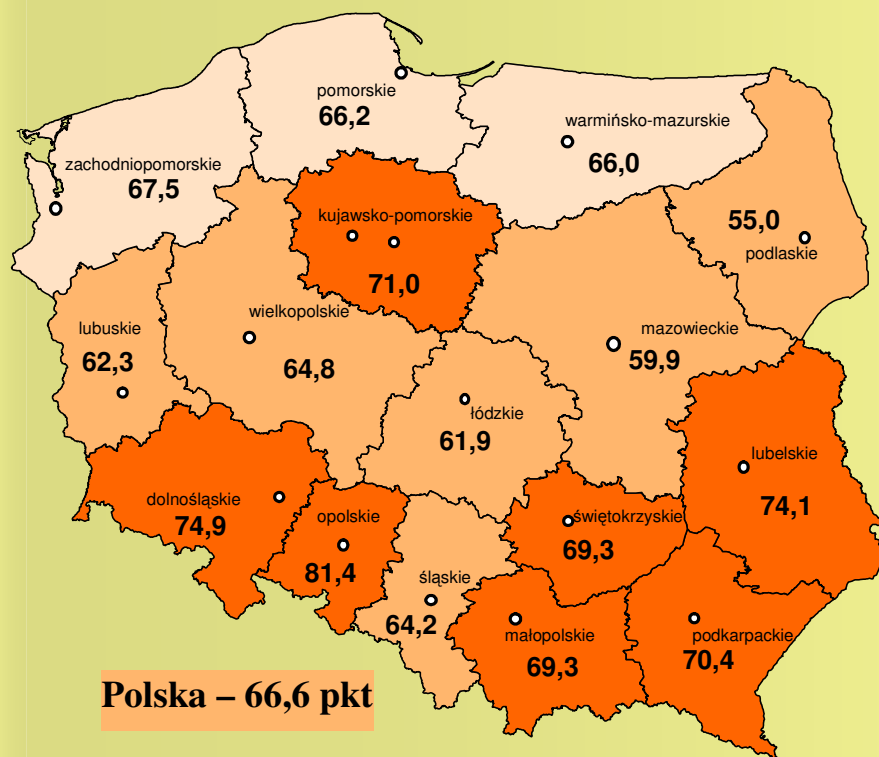 pomorskie
66,2
warmińsko-mazurskie
66,0
zachodniopomorskie
67,5
kujawsko-pomorskie
71,0
55,0
podlaskie
lubuskie
62,3
wielkopolskie
64,8
mazowieckie
59,9
łódzkie
61,9
lubelskie
74,1
dolnośląskie
74,9
opolskie
81,4
świętokrzyskie
69,3
śląskie
64,2
małopolskie
69,3
podkarpackie
70,4
Polska – 66,6 pkt